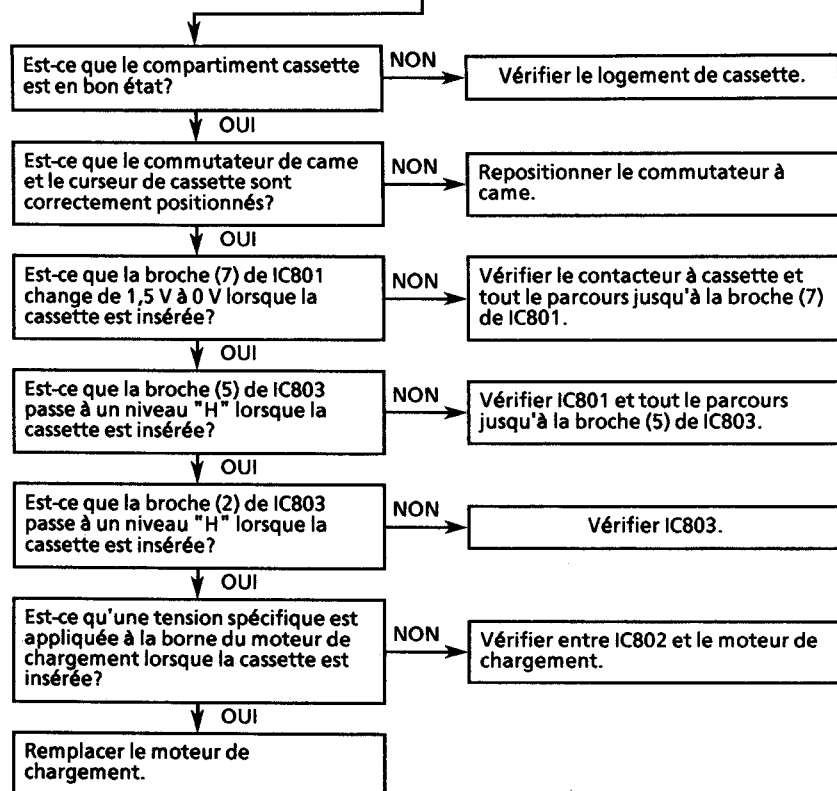 Est-ce que le compartiment cassette
est en bon état?
NON
Vérifier le logement de cassette.
OUI
Est-ce que le commutateur de came
et le curseur de cassette sont
correctement positionnés?
NON
Repositionner le commutateur à
came.
OUI
Est-ce que la broche (7) de IC801
change de 1,5 V à 0 V lorsque la
cassette est insérée?
NON
Vérifier le contacteur à cassette et
tout le parcours jusqu'à la broche (7)
de IC801.
OUI
Est-ce que la broche (5) de IC803
passe à un niveau "H" lorsque la
cassette est insérée?
NON
Vérifier IC801 et tout le parcours
jusqu'à la broche (5) de IC803.
OUI
Est-ce que la broche (2) de IC803
passe à un niveau "H" lorsque la
cassette est insérée?
NON
Vérifier IC803.
OUI
Est-ce qu'une tension spécifique est
appliquée à la borne du moteur de
chargement lorsque la cassette est
insérée?
NON
Vérifier entre IC802 et le moteur de
chargement.
OUI
Remplacer le moteur de
chargement.